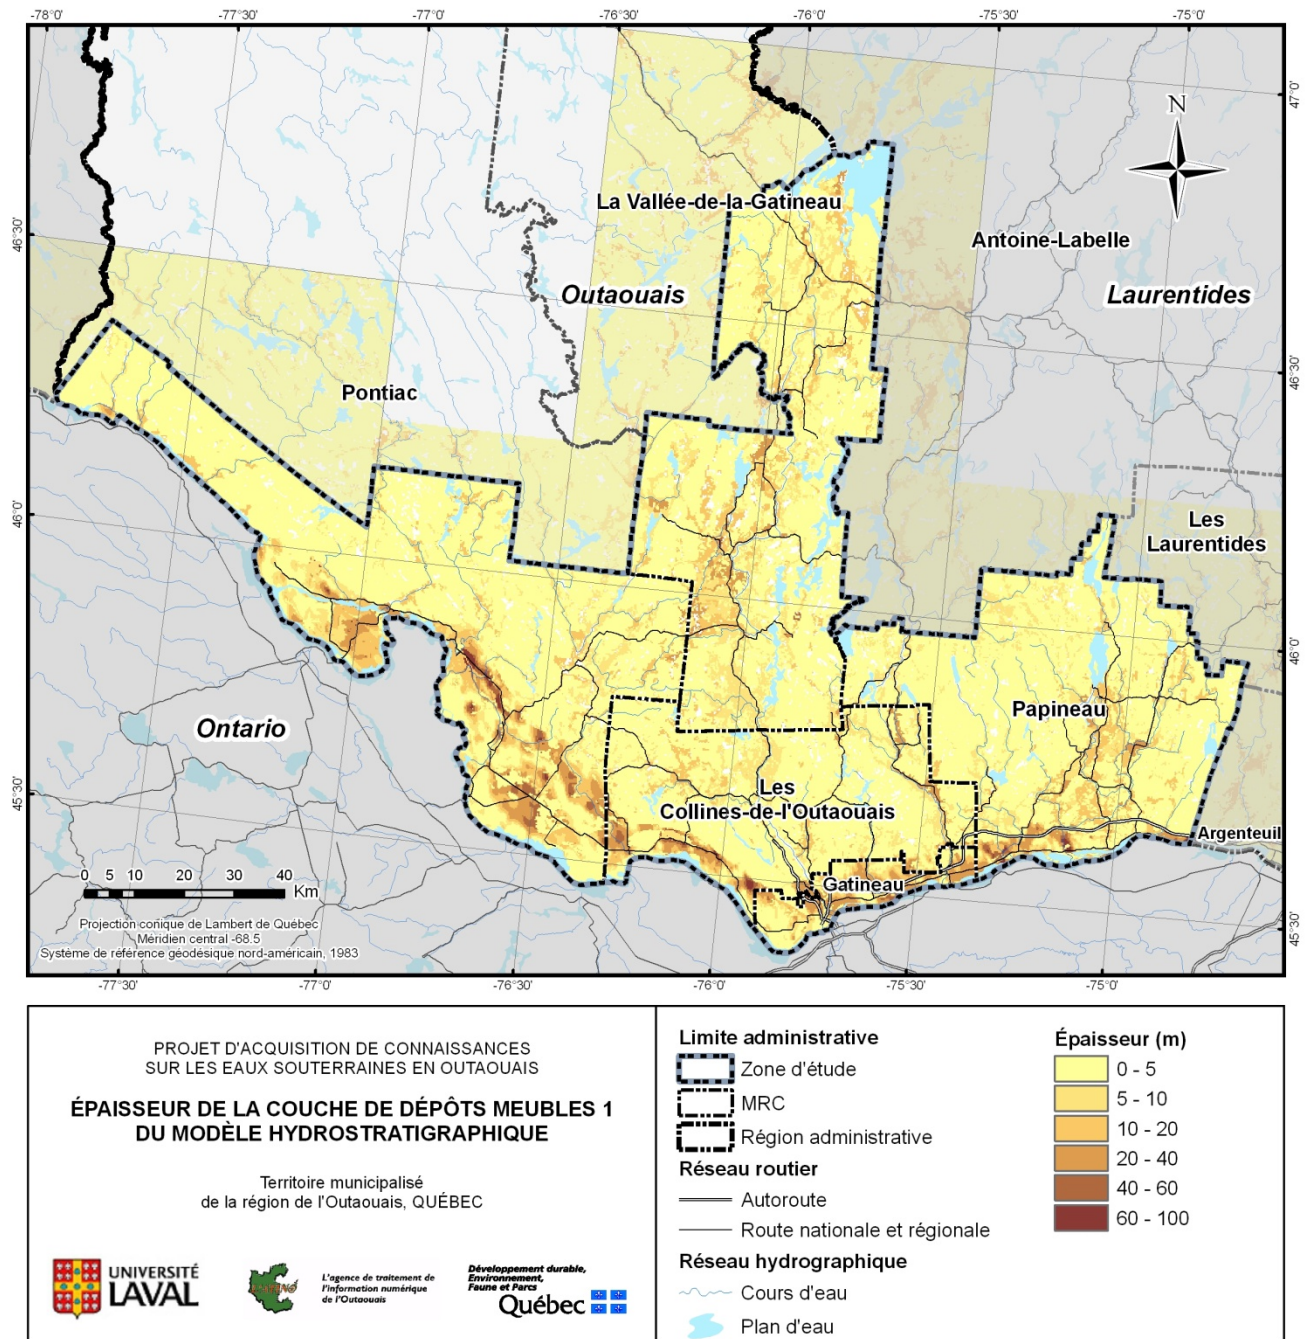 -78°0'
-77°30'
-77°0'
-76°30'
-76°0'
-75°30'
-75°0'
47°0'
N
La Vallée-de-la-Gatineau
46°30'
Antoine-Labelle
Outaouais
Laurentides
Pontiac
46°30'
46°0'
Les
Laurentides
46°0'
Ontario
Papineau
45°30'
Les
Collines-de-l'Outaouais
Argenteuil
Gatineau
0 5 10 20 30 40
Km
45°30'
Projection conique de Lambert de Québec
Méridien central -68.5
Système de référence géodésique nord-américain, 1983
-77°30'
-77°0'
-76°30'
-76°0'
-75°30'
-75°0'
PROJET D'ACQUISITION DE CONNAISSANCES
SUR LES EAUX SOUTERRAINES EN OUTAOUAIS
ÉPAISSEUR DE LA COUCHE DE DÉPÔTS MEUBLES 1
DU MODÈLE HYDROSTRATIGRAPHIQUE
Territoire municipalisé
de la région de l'Outaouais, QUÉBEC
UNIVERSITÉ
LAVAL
L'agence de traitement de
l'information numérique
de l'Outaouais
Développement durable,
Environnement,
Faune et Parcs
Québec
Limite administrative
Zone d'étude
MRC
Région administrative
Réseau routier
Autoroute
Route nationale et régionale
Réseau hydrographique
Cours d'eau
Plan d'eau
Épaisseur (m)
0 - 5
5 - 10
10 - 20
20 - 40
40 - 60
60 - 100